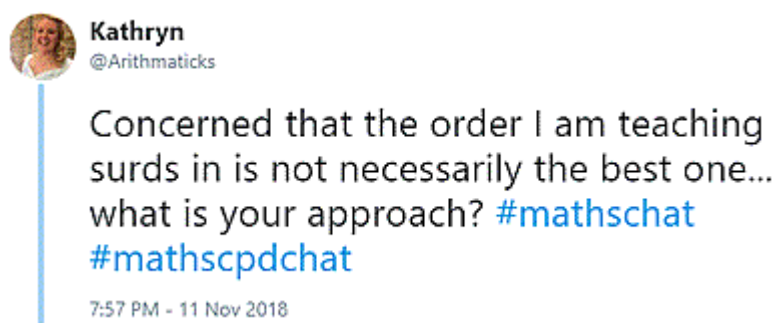 Kathryn
@Arithmaticks
Concerned that the order I am teaching
surds in is not necessarily the best one...
what is your approach? #mathschat
#mathscpdchat
7:57 PM - 11 Nov 2018